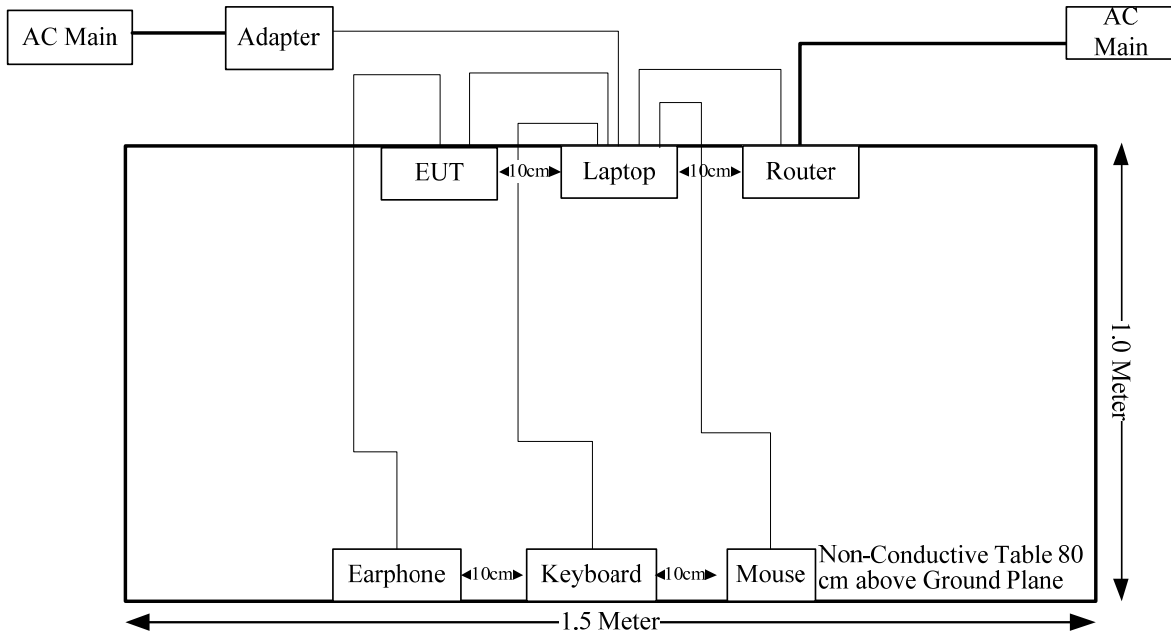 AC Main
Adapter
AC
Main
EUT
10cm
Laptop
10cm
Router
1.0 Meter
Earphone
10cm
Keyboard
10cm
Mouse
Non-Conductive Table 80
cm above Ground Plane
1.5 Meter